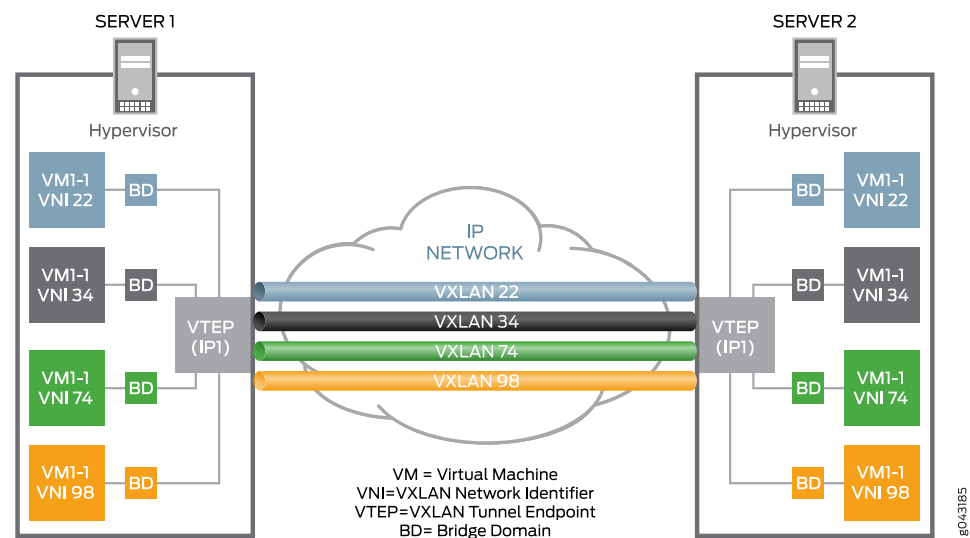 SERVER 1
SERVER 2
Hypervisor
Hypervisor
VM1-1
VNI 22
BD
VM1-1
VNI 34
BD
VTEP
(IP1)
VM1-1
VNI 74
BD
VM1-1
VNI 98
BD
IP
NETWORK
VXLAN 22
VXLAN 34
VXLAN 74
VXLAN 98
BD
VM1-1
VNI 22
BD
VM1-1
VNI 34
VTEP
(IP1)
BD
VM1-1
VNI 74
BD
VM1-1
VNI 98
VM = Virtual Machine
VNI=VXLAN Network Identifier
VTEP=VXLAN Tunnel Endpoint
BD= Bridge Domain
g043185